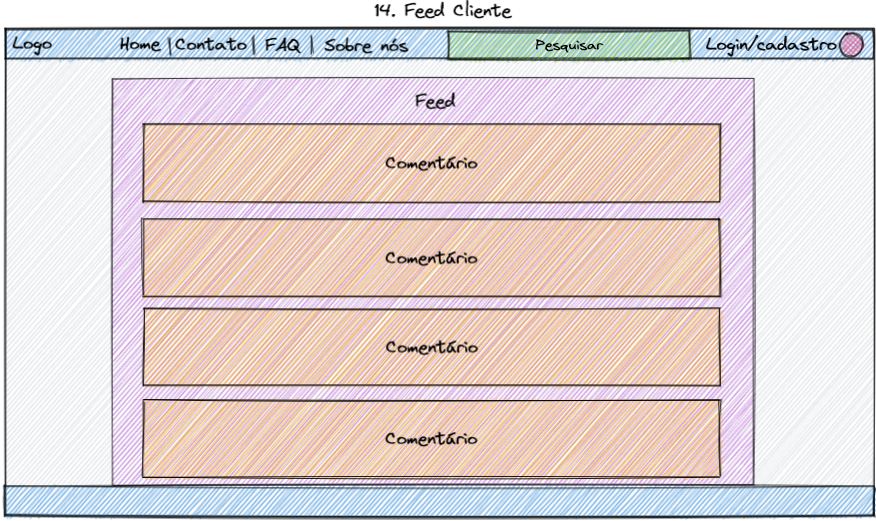 14. Feed Cliente
Logo Home | Contato | FAQ | Sobre nós Pesquisar Login/cadastro
Feed
Comentário
Comentário
Comentário
Comentário